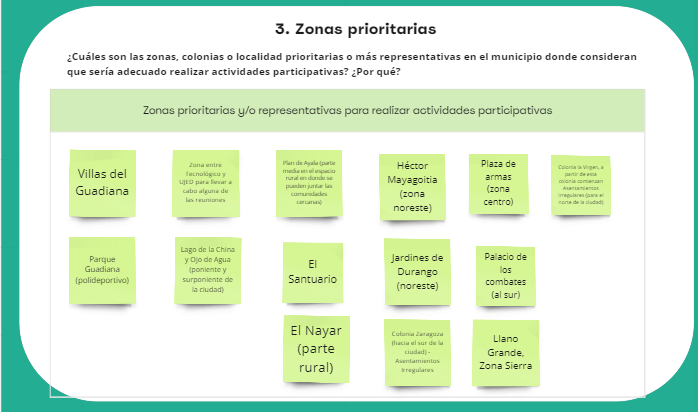 3. Zonas prioritarias
¿Cuáles son las zonas, colonias o localidad prioritarias o más representativas en el municipio donde consideran
que sería adecuado realizar actividades participativas? ¿Por qué?
Zonas prioritarias y/o representativas para realizar actividades participativas
Villas del
Guadiana
Zona entre
Tecnológico y
UJED para llevar a
cabo alguna de
las reuniones
Plan de Ayala (parte
media en el espacio
rural en donde se
pueden juntar las
comunidades
cercanas)
Héctor
Mayagoitia
(zona
noreste)
Plaza de
armas
(zona
centro)
Colonia la Virgen, a
partir de esta
colonia comienzan
Asentamientos
Irregulares (para el
norte de la ciudad)
Parque
Guadiana
(polideportivo)
Lago de la China
y Ojo de Agua
(poniente y
surponiente de
la ciudad)
El
Santuario
Jardines de
Durango
(noreste)
Palacio de
los
combates
(al sur)
El Nayar
(parte
rural)
Colonia Zaragoza
(hacia el sur de la
ciudad) -
Asentamientos
Irregulares
Llano
Grande,
Zona Sierra